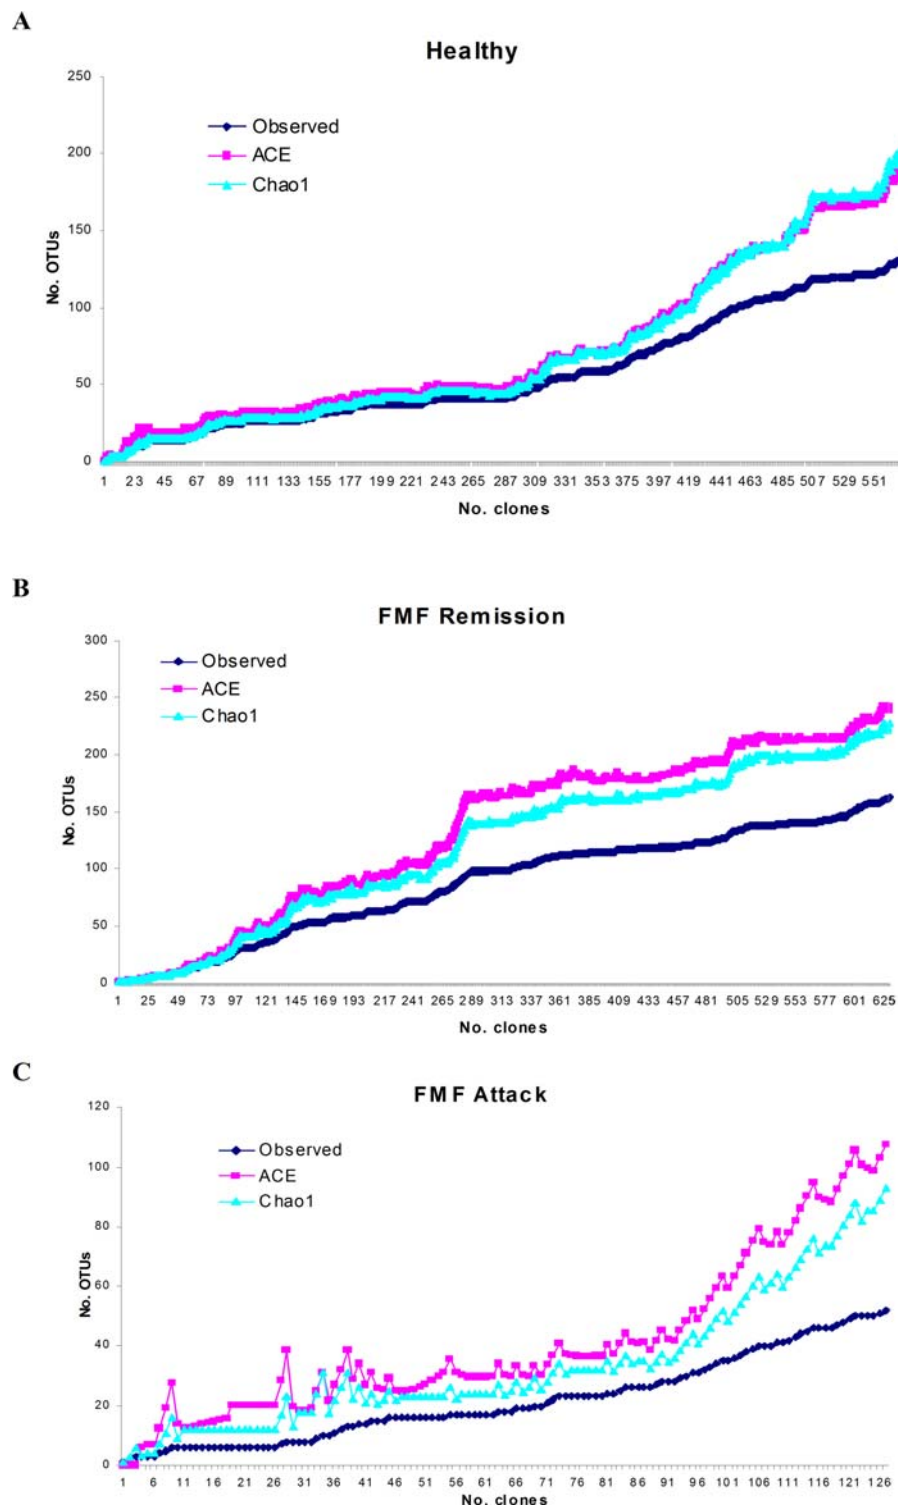 A
Healthy
250
200
150
100
50
0
No. OTUs
Observed
ACE
Chao1
1 23 45 67 89 111 133 155 177 199 221 243 265 287 309 331 353 375 397 419 441 463 485 507 529 551
No. clones
B
FMF Remission
300
250
200
150
100
50
0
No. OTUs
Observed
ACE
Chao1
1 25 49 73 97 121 145 169 193 217 241 265 289 313 337 361 385 409 433 457 481 505 529 553 577 601 625
No. clones
C
FMF Attack
120
100
80
60
40
20
0
No. OTUs
Observed
ACE
Chao1
1 6 11 16 21 26 31 36 41 46 51 56 61 66 71 76 81 86 91 96 101 106 111 116 121 126
No. clones